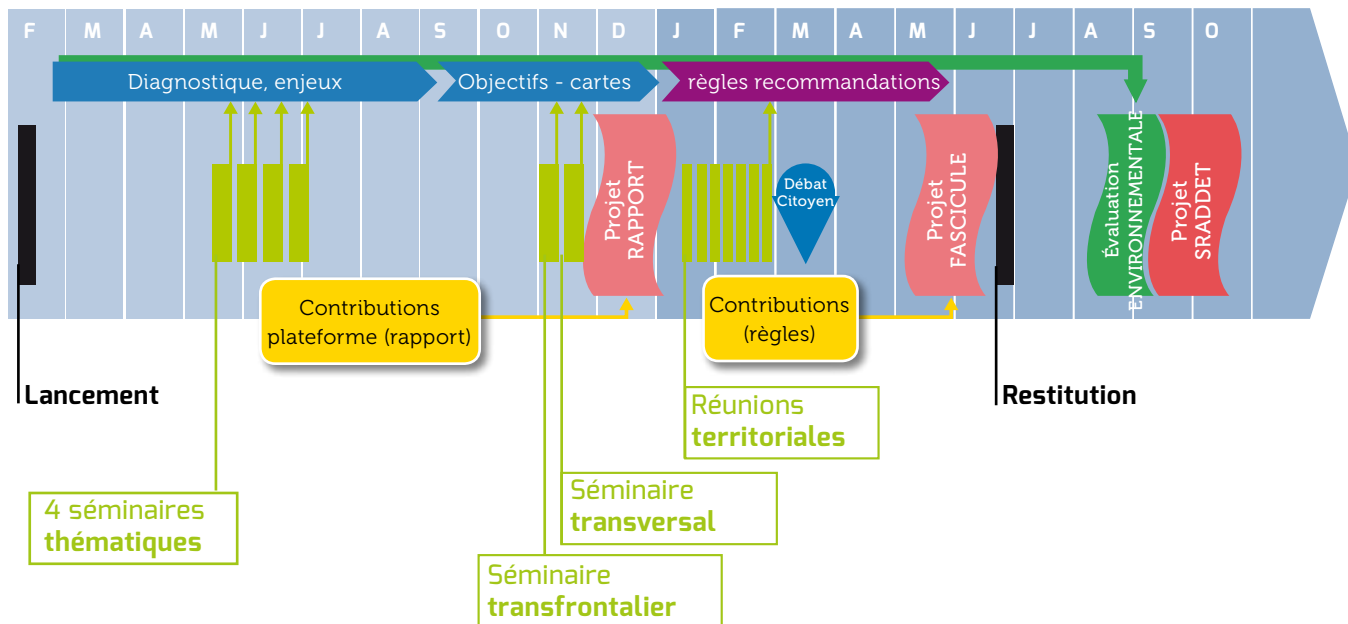 F M A M J J A S O N D J F M A M J J A S O
Diagnostique, enjeux
Objectifs - cartes
règles recommandations
Projet
RAPPORT
Débat
Citoyen
Projet
FASCICULE
Évaluation
ENVIRONNEMENTALE
Projet
SRADDET
Contributions
plateforme (rapport)
Contributions
(règles)
Lancement
Restitution
Réunions
territoriales
4 séminaires
thématiques
Séminaire
transversal
Séminaire
transfrontalier